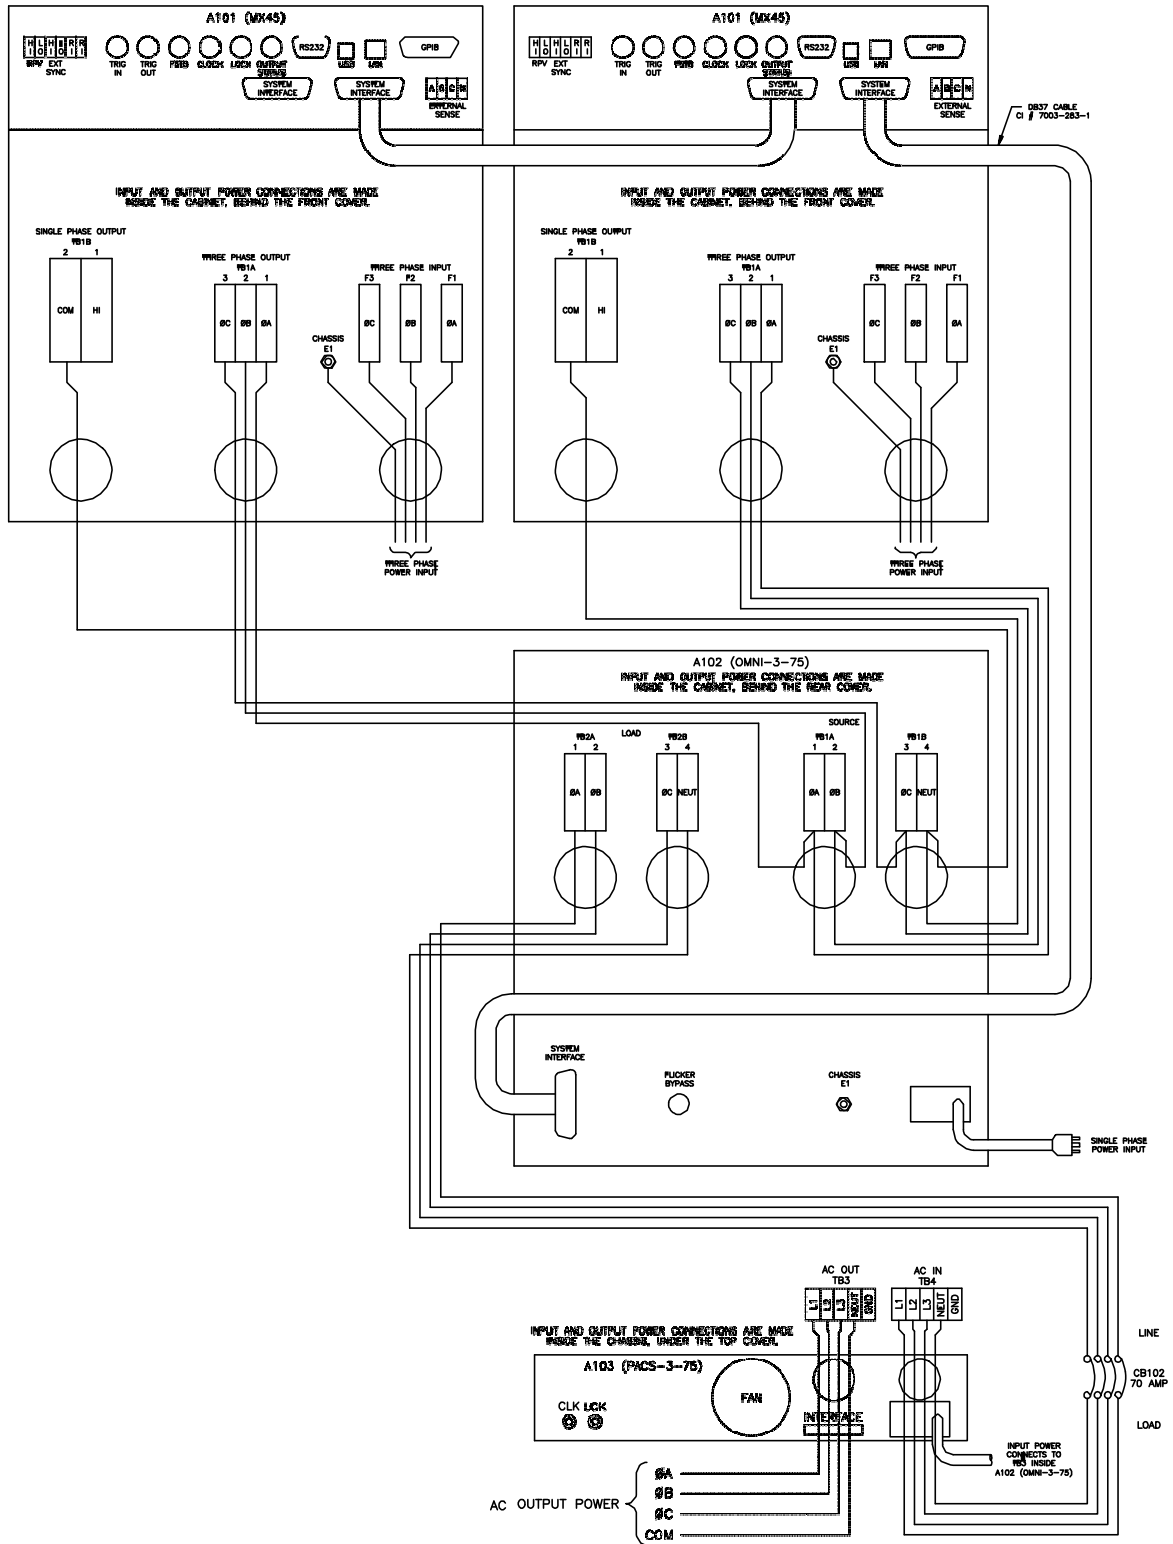 A101 (MX45)
H L H E R R
I O I O I I
RPV EXT
SYNC
TRIG
IN
TRIG
OUT
CLOCK
LOCK
OUTPUT
STATUS
RS232
USB
LAN
GPIB
SYSTEM
INTERFACE
SYSTEM
INTERFACE
A B C N
EXTERNAL
SENSE
INPUT AND OUTPUT POWER CONNECTIONS ARE MADE
INSIDE THE CABINET, BEHIND THE FRONT COVER.
SINGLE PHASE OUTPUT
TB1B
2 1
COM HI
THREE PHASE OUTPUT
TB1A
3 2 1
ØC ØB ØA
THREE PHASE INPUT
F3 F2 F1
ØC ØB ØA
CHASSIS
E1
THREE PHASE
POWER INPUT
A101 (MX45)
H L H L R R
I O I O I I
RPV EXT
SYNC
TRIG
IN
TRIG
OUT
CLOCK
LOCK
OUTPUT
STATUS
RS232
USB
LAN
GPIB
SYSTEM
INTERFACE
SYSTEM
INTERFACE
A B C N
EXTERNAL
SENSE
DB37 CABLE
CI # 7003-283-1
INPUT AND OUTPUT POWER CONNECTIONS ARE MADE
INSIDE THE CABINET, BEHIND THE FRONT COVER.
SINGLE PHASE OUTPUT
TB1B
2 1
COM HI
THREE PHASE OUTPUT
TB1A
3 2 1
ØC ØB ØA
THREE PHASE INPUT
F3 F2 F1
ØC ØB ØA
CHASSIS
E1
THREE PHASE
POWER INPUT
A102 (OMNI-3-75)
INPUT AND OUTPUT POWER CONNECTIONS ARE MADE
INSIDE THE CABINET, BEHIND THE REAR COVER.
LOAD
SOURCE
TB2A
1 2
ØA ØB
TB2B
3 4
ØC NEUT
TB1A
1 2
ØA ØB
TB1B
3 4
ØC NEUT
SYSTEM
INTERFACE
FLICKER
BYPASS
CHASSIS
E1
SINGLE PHASE
POWER INPUT
AC OUT
TB3
L1 L2 L3 NEUT GND
AC IN
TB4
L1 L2 L3 NEUT GND
INPUT AND OUTPUT POWER CONNECTIONS ARE MADE
INSIDE THE CHASSIS, UNDER THE TOP COVER.
A103 (PACS-3-75)
CLK LCK
FAN
INTERFACE
LINE
CB102
70 AMP
LOAD
INPUT POWER
CONNECTS TO
TB3 INSIDE
A102 (OMNI-3-75)
AC OUTPUT POWER
ØA
ØB
ØC
COM